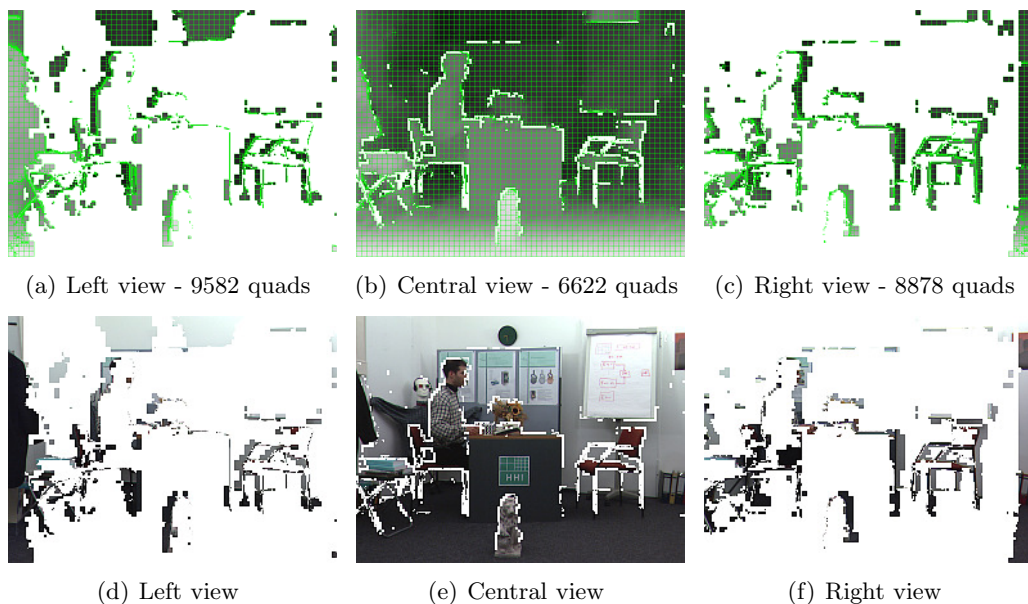 (a) Left view - 9582 quads
(b) Central view - 6622 quads
(c) Right view - 8878 quads
HHI
(d) Left view
(e) Central view
(f) Right view